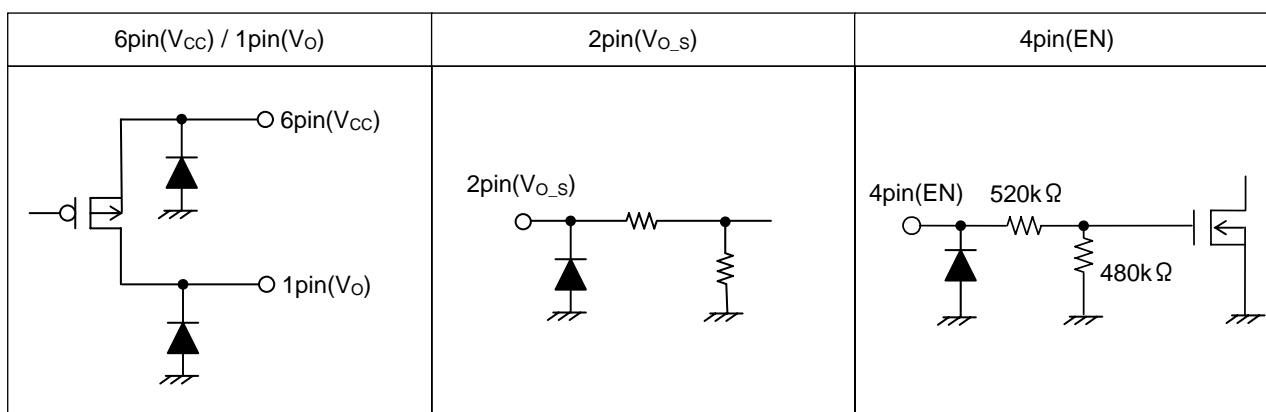 6pin(VCC) / 1pin(VO)
2pin(VO_S)
4pin(EN)
6pin(VCC)
1pin(VO)
2pin(VO_S)
4pin(EN)
520kΩ
480kΩ